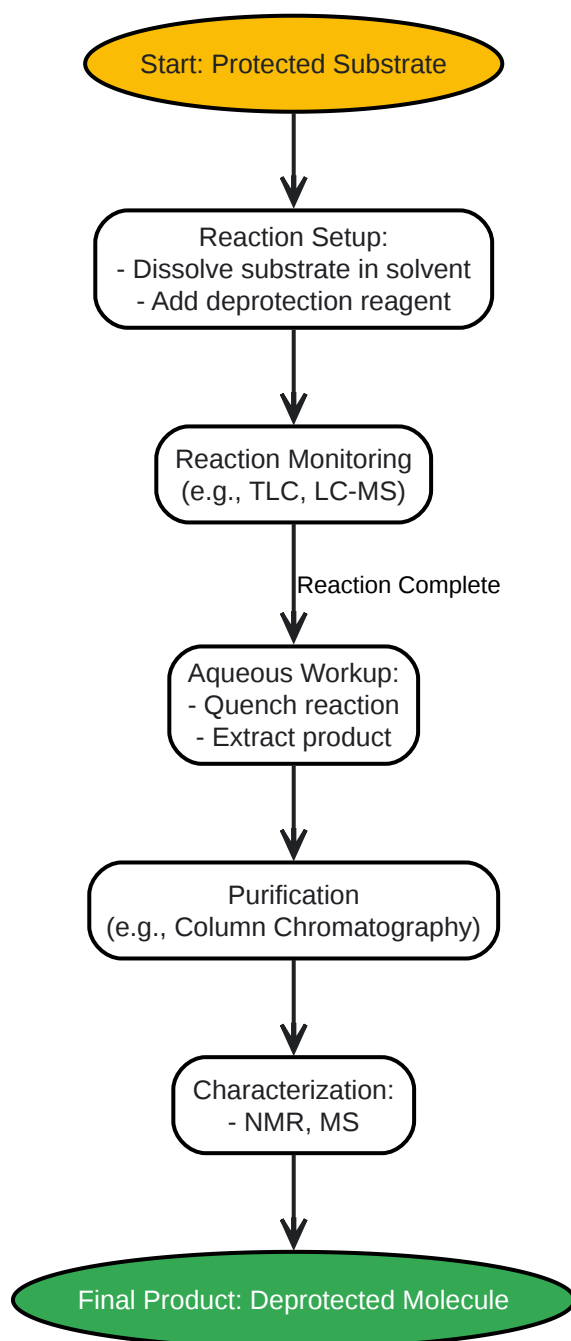 Start: Protected Substrate
Reaction Setup:
- Dissolve substrate in solvent
- Add deprotection reagent
Reaction Monitoring
(e.g., TLC, LC-MS)
Reaction Complete
Aqueous Workup:
- Quench reaction
- Extract product
Purification
(e.g., Column Chromatography)
Characterization:
- NMR, MS
Final Product: Deprotected Molecule